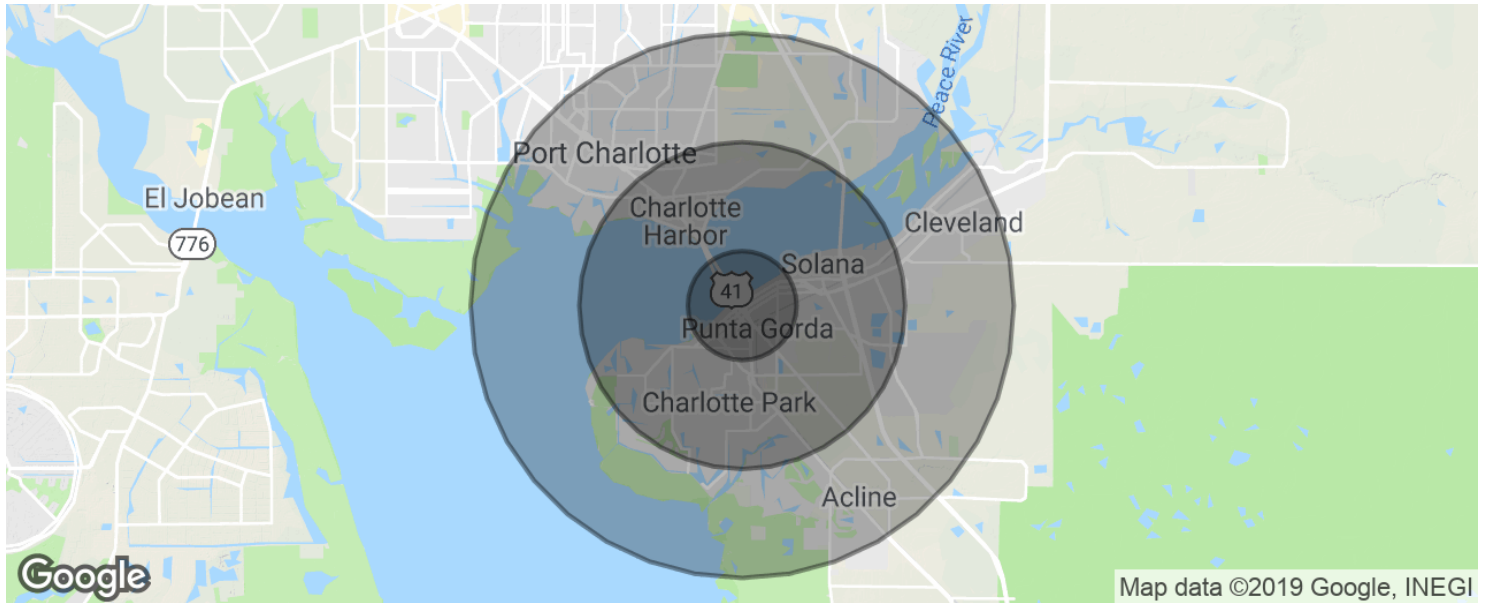 Peace River
Port Charlotte
El Jobean
Charlotte
Harbor
Cleveland
776
Solana
41
Punta Gorda
Charlotte Park
Acline
Google
Map data ©2019 Google, INEGI